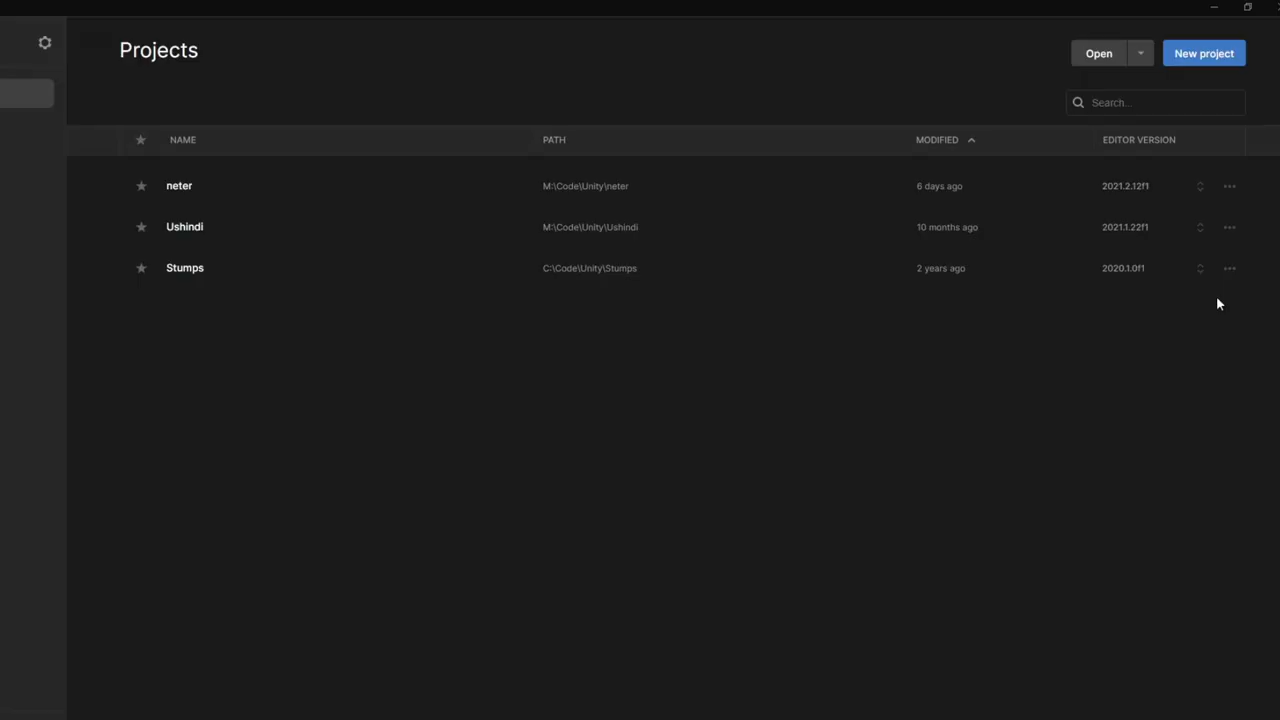 Projects
Open
New project
Search...
NAME PATH MODIFIED EDITOR VERSION
neter M:\Code\Unity\neter 6 days ago 2021.2.12f1
Ushindi M:\Code\Unity\Ushindi 10 months ago 2021.1.22f1
Stumps C:\Code\Unity\Stumps 2 years ago 2020.1.0f1